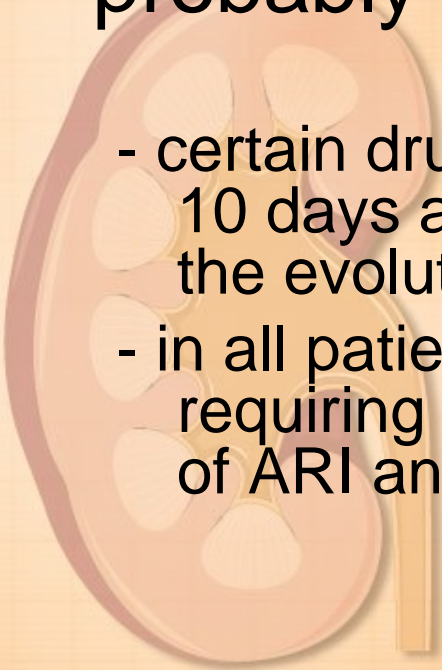 probably
- certain dru
10 days a
the evolut
- in all patie
requiring
of ARI an